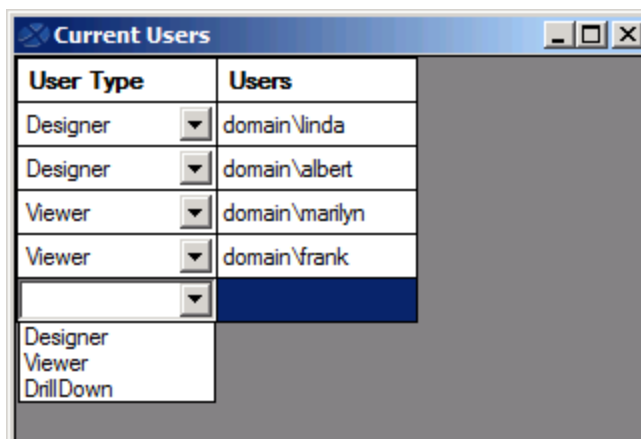 Current Users
User Type Users
Designer domain\linda
Designer domain\albert
Viewer domain\marilyn
Viewer domain\frank
Designer
Viewer
DrillDown